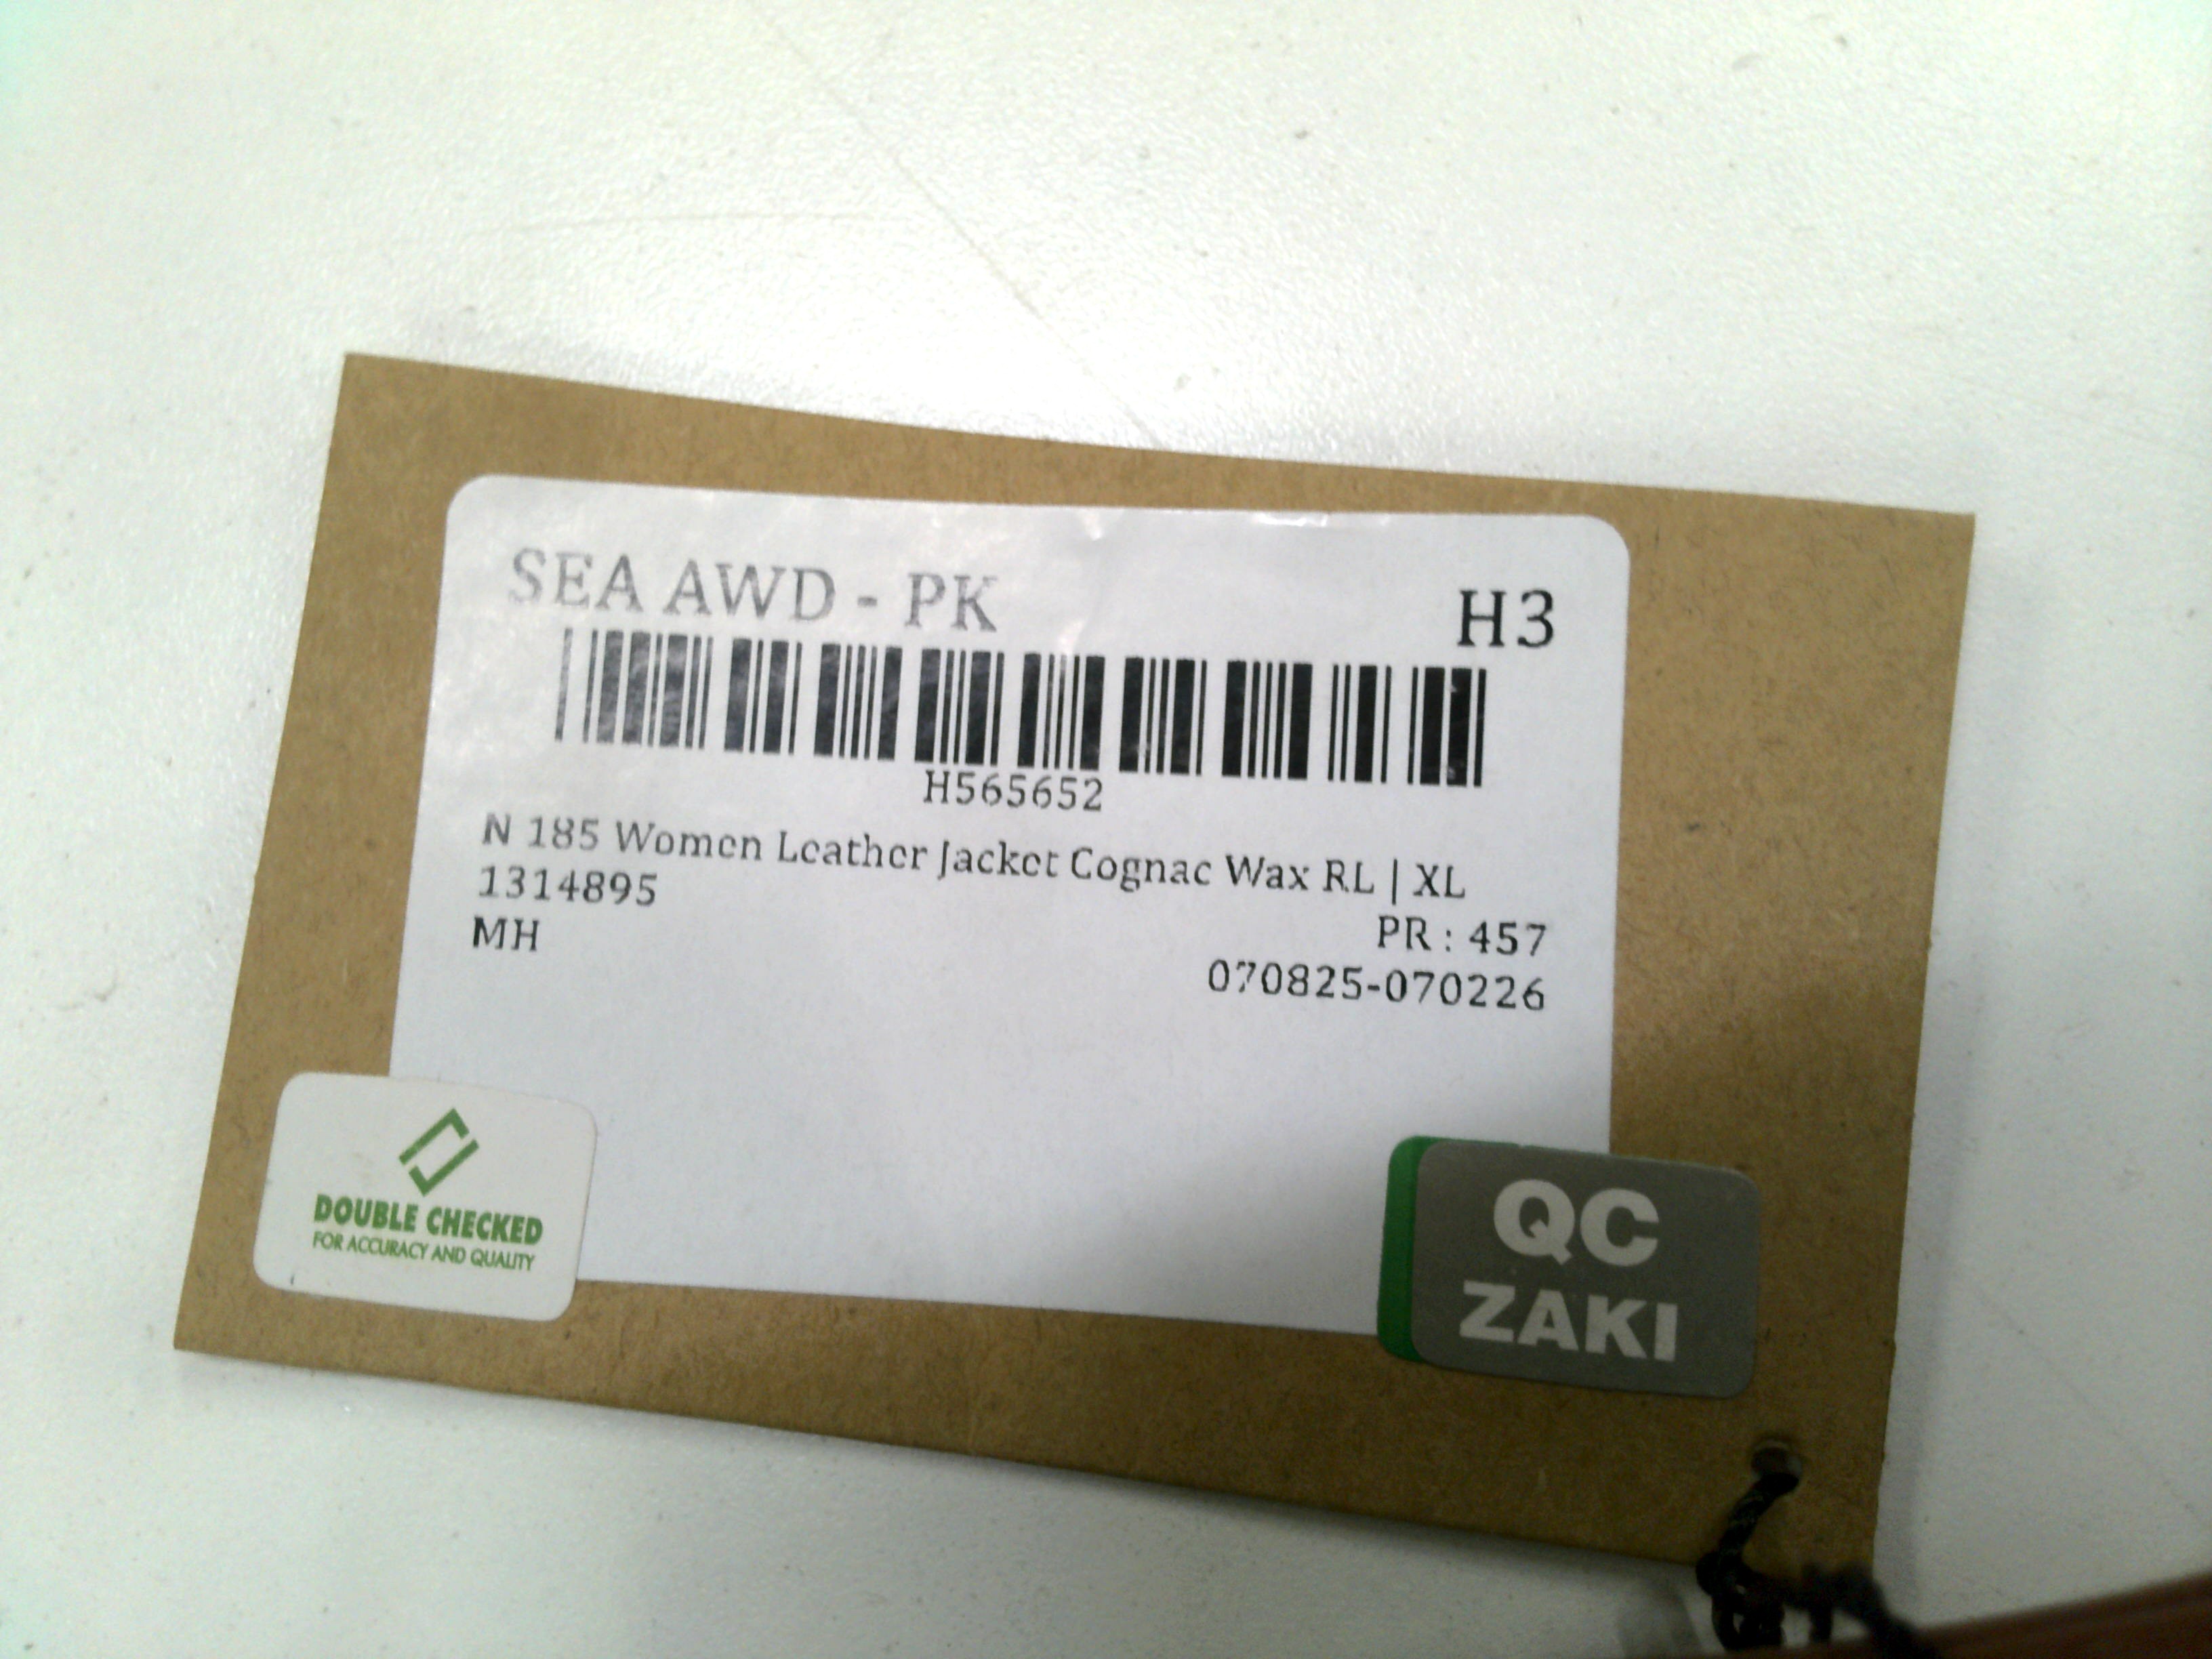 SEA AWD - PK
H3
H565652
N 185 Women Leather Jacket Cognac Wax RL | XL
1314895
PR : 457
MH
070825-070226
DOUBLE CHECKED
FOR ACCURACY AND QUALITY
QC
ZAKI